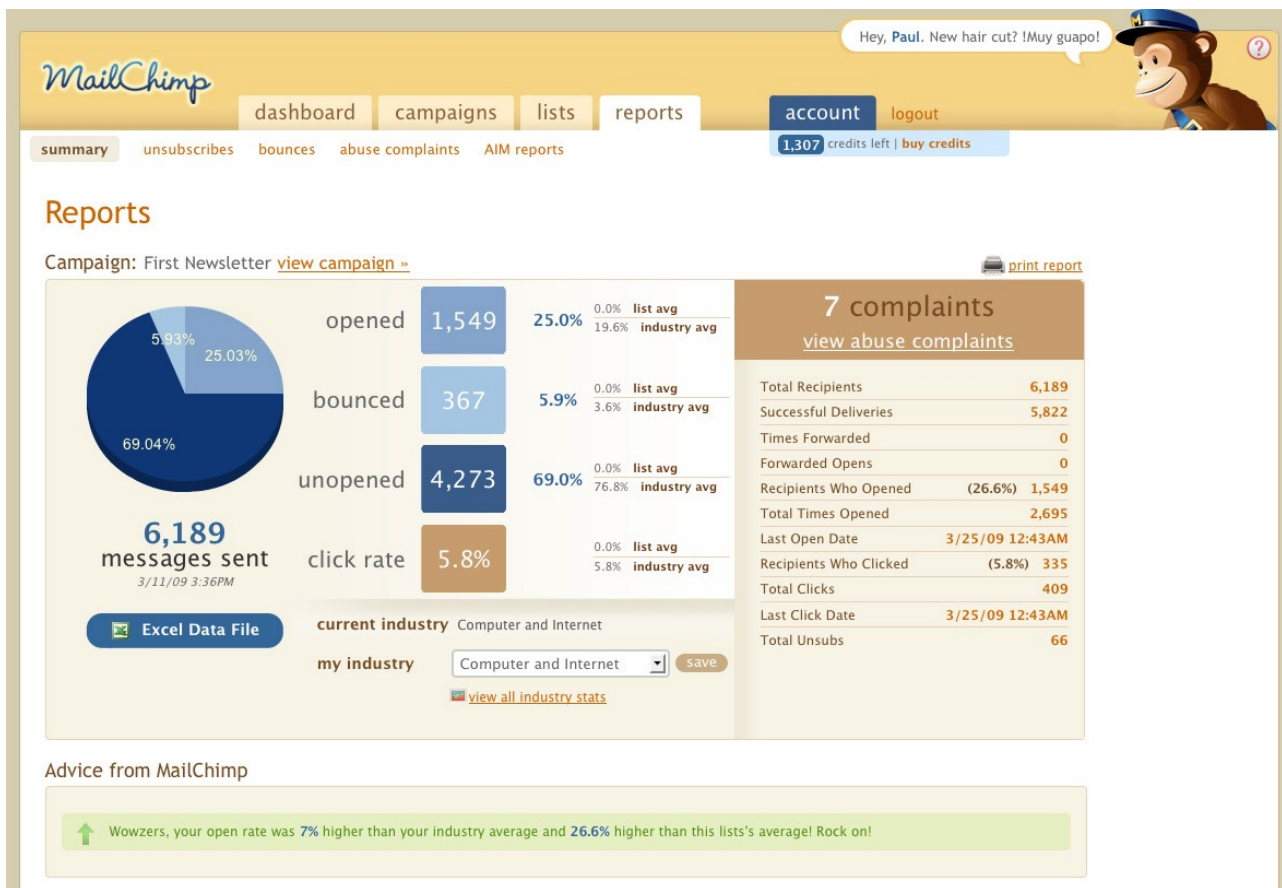 Hey, Paul. New hair cut? !Muy guapo!
?
MailChimp
M
dashboard campaigns lists reports account logout
summary unsubscribes bounces abuse complaints AIM reports
1,307 credits left | buy credits
Reports
Campaign: First Newsletter view campaign »
print report
5.93%
25.03%
69.04%
6,189
messages sent
3/11/09 3:36PM
Excel Data File
opened 1,549 25.0% 0.0% list avg
19.6% industry avg
bounced 367 5.9% 0.0% list avg
3.6% industry avg
unopened 4,273 69.0% 0.0% list avg
76.8% industry avg
click rate 5.8% 0.0% list avg
5.8% industry avg
current industry Computer and Internet
my industry Computer and Internet save
view all industry stats
7 complaints
view abuse complaints
Total Recipients 6,189
Successful Deliveries 5,822
Times Forwarded 0
Forwarded Opens 0
Recipients Who Opened (26.6%) 1,549
Total Times Opened 2,695
Last Open Date 3/25/09 12:43AM
Recipients Who Clicked (5.8%) 335
Total Clicks 409
Last Click Date 3/25/09 12:43AM
Total Unsubs 66
Advice from MailChimp
Wowzers, your open rate was 7% higher than your industry average and 26.6% higher than this lists's average! Rock on!